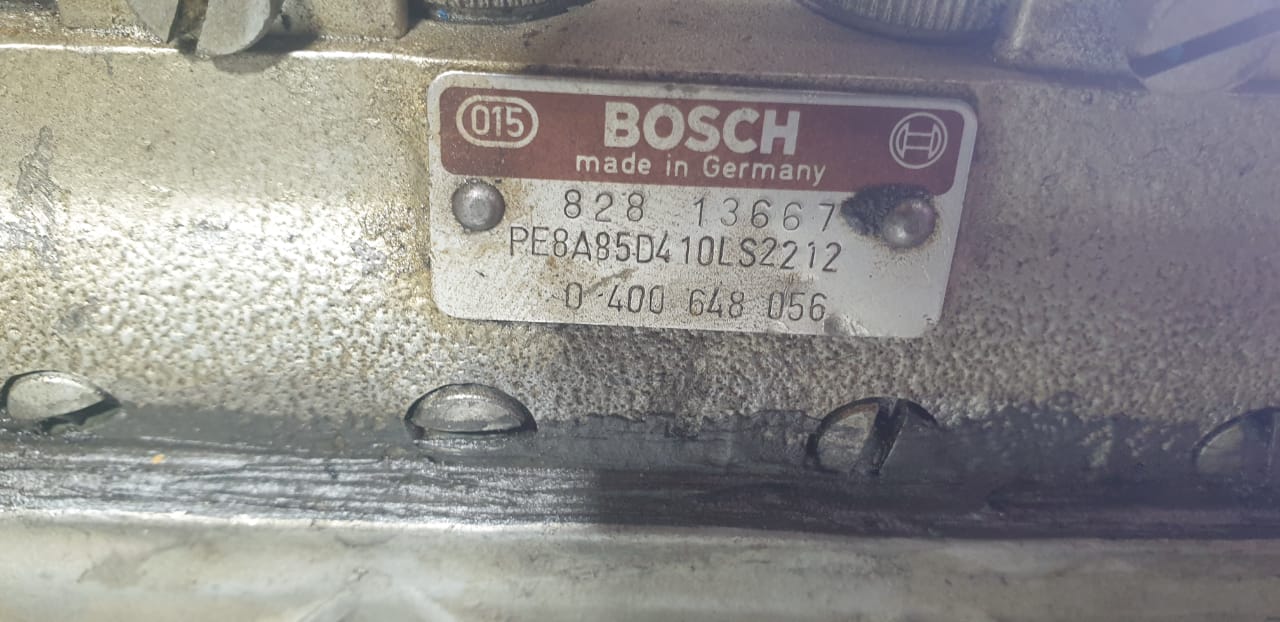 015
BOSCH
made in Germany
828 13667
PE8A85D410LS2212
0 400 648 056